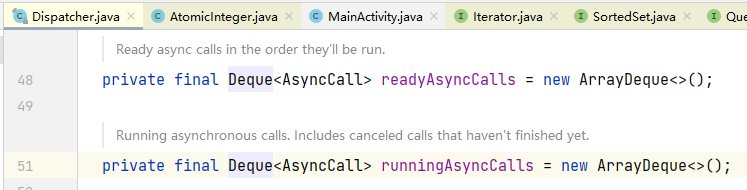 Dispatcher.java AtomicInteger.java MainActivity.java Iterator.java SortedSet.java Que
Ready async calls in the order they'll be run.
48 private final Deque<AsyncCall> readyAsyncCalls = new ArrayDeque<>();
49
Running asynchronous calls. Includes canceled calls that haven't finished yet.
51 private final Deque<AsyncCall> runningAsyncCalls = new ArrayDeque<>();